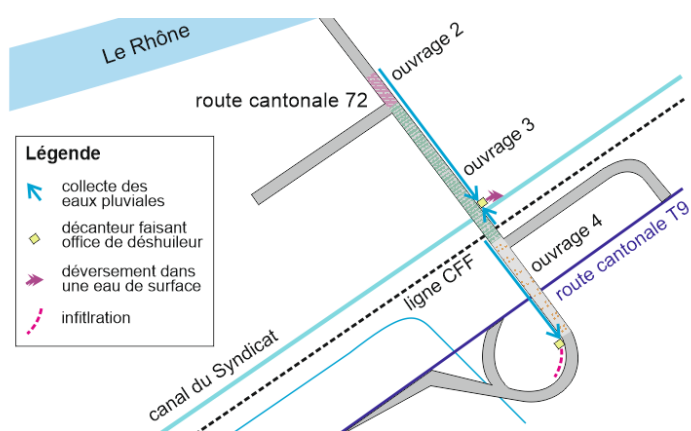 Le Rhône
ouvrage 2
route cantonale 72
ouvrage 3
Légende
collecte des
eaux pluviales
décanteur faisant
office de déshuileur
déversement dans
une eau de surface
infitlration
ouvrage 4
route cantonale T9
ligne CFF
canal du Syndicat